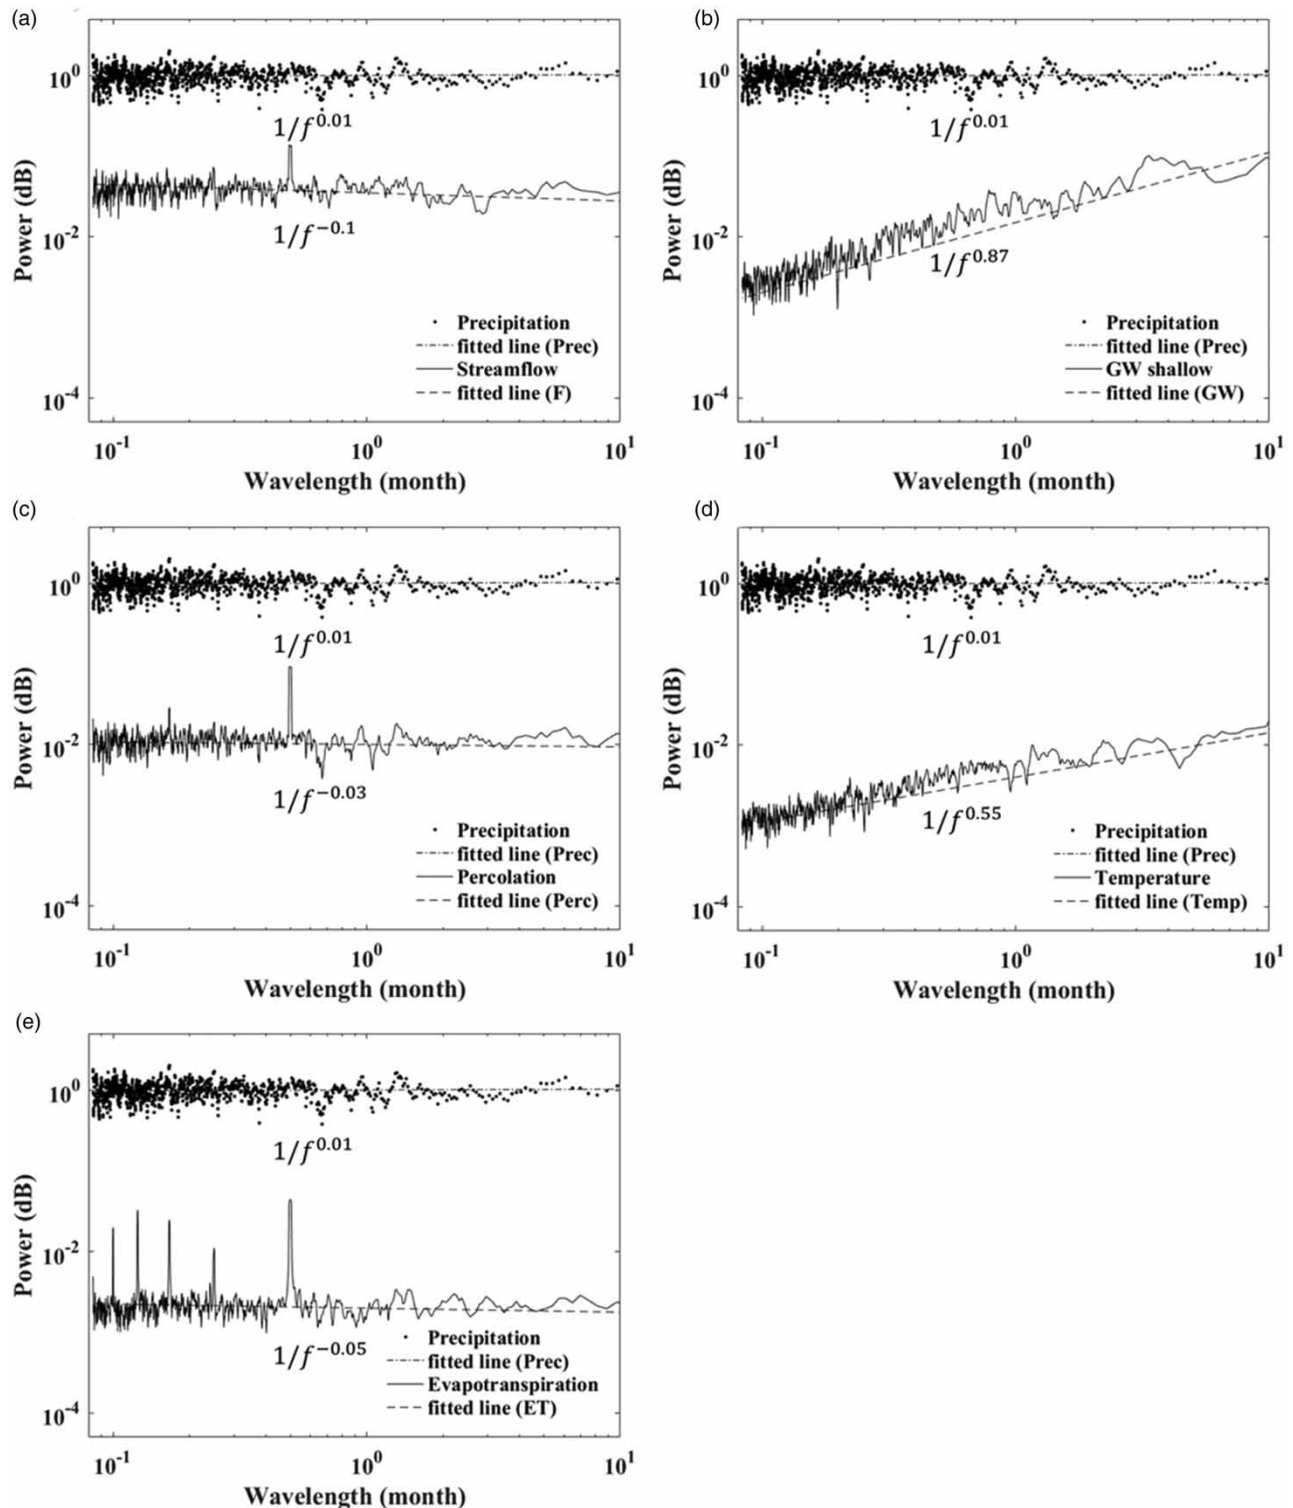 (a)
Power (dB)
10^0
10^-2
10^-4
1/f^0.01
1/f^-0.1
Precipitation
fitted line (Prec)
Streamflow
fitted line (F)
10^-1
10^0
10^1
Wavelength (month)
(b)
Power (dB)
10^0
10^-2
10^-4
1/f^0.01
1/f^0.87
Precipitation
fitted line (Prec)
GW shallow
fitted line (GW)
10^-1
10^0
10^1
Wavelength (month)
(c)
Power (dB)
10^0
10^-2
10^-4
1/f^0.01
1/f^-0.03
Precipitation
fitted line (Prec)
Percolation
fitted line (Perc)
10^-1
10^0
10^1
Wavelength (month)
(d)
Power (dB)
10^0
10^-2
10^-4
1/f^0.01
1/f^0.55
Precipitation
fitted line (Prec)
Temperature
fitted line (Temp)
10^-1
10^0
10^1
Wavelength (month)
(e)
Power (dB)
10^0
10^-2
10^-4
1/f^0.01
1/f^-0.05
Precipitation
fitted line (Prec)
Evapotranspiration
fitted line (ET)
10^-1
10^0
10^1
Wavelength (month)